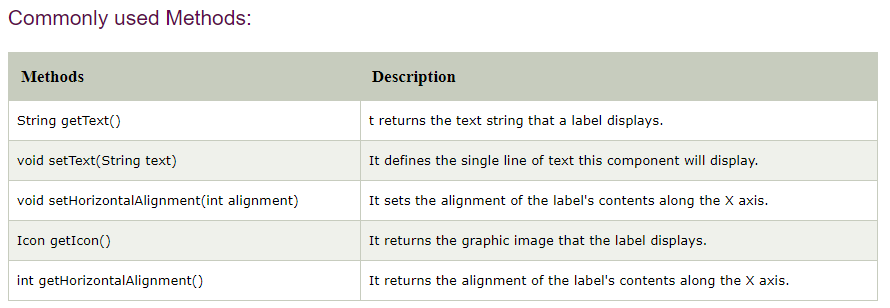 Commonly used Methods:
Methods Description
String getText() t returns the text string that a label displays.
void setText(String text) It defines the single line of text this component will display.
void setHorizontalAlignment(int alignment) It sets the alignment of the label's contents along the X axis.
Icon getIcon() It returns the graphic image that the label displays.
int getHorizontalAlignment() It returns the alignment of the label's contents along the X axis.